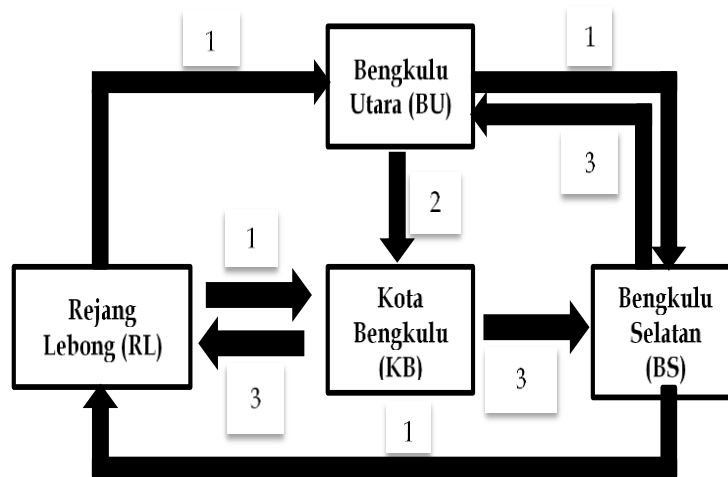 1
Bengkulu
Utara (BU)
1
3
2
1
Rejang
Lebong (RL)
Kota
Bengkulu
(KB)
Bengkulu
Selatan
(BS)
3
3
1